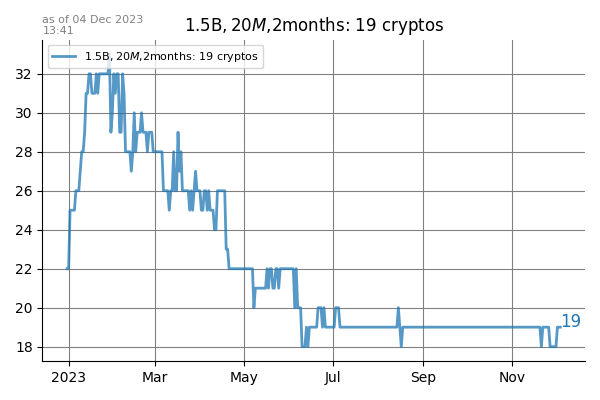 as of 04 Dec 2023
13:41
1.5B, 20M,2months: 19 cryptos
1.5B, 20M,2months: 19 cryptos
32
30
28
26
24
22
20
18
19
2023 Mar May Jul Sep Nov